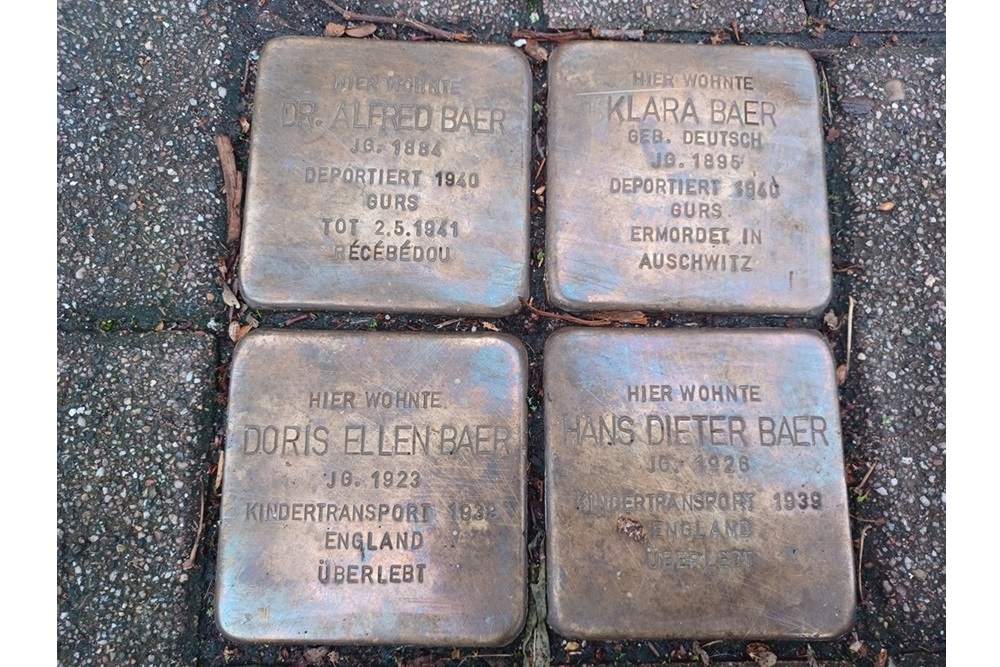 HIER WOHNTE
DR. ALFRED BAER
JG. 1884
DEPORTIERT 1940
GURS
TOT 2.5.1941
RÉCÉBÉDOU
HIER WOHNTE
KLARA BAER
GEB. DEUTSCH
JG. 1895
DEPORTIERT 1940
GURS
ERMORDET IN
AUSCHWITZ
HIER WOHNTE
DORIS ELLEN BAER
JG. 1923
KINDERTRANSPORT
ENGLAND
ÜBERLEBT
HIER WOHNTE
HANS DIETER BAER
JG. 1926
KINDERTRANSPORT 1939
ENGLAND
ÜBERLEBT